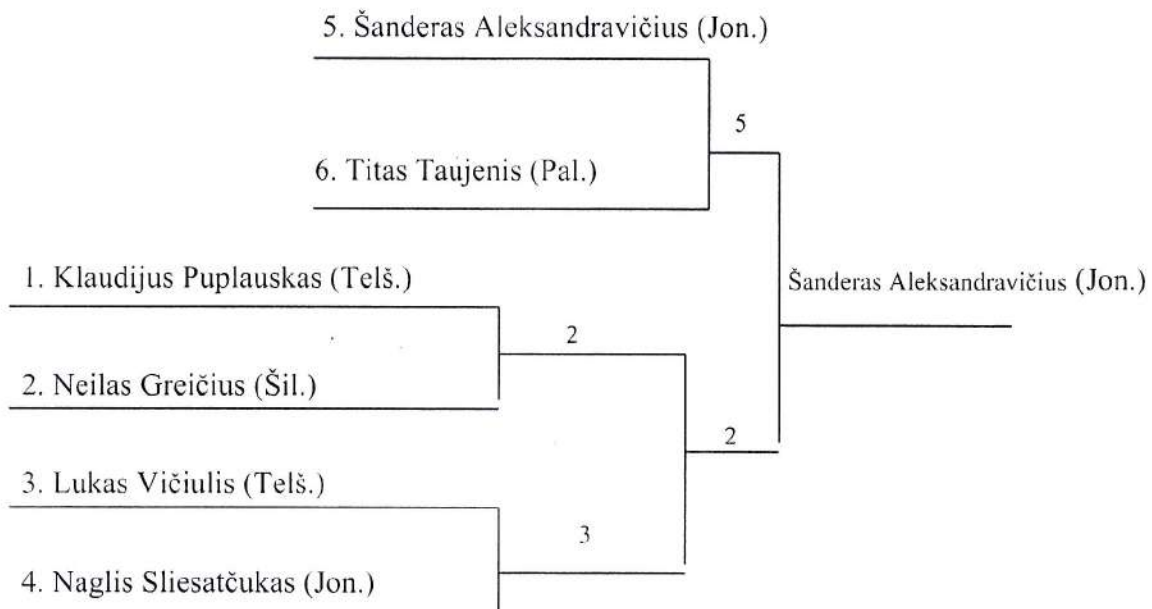 5. Šanderas Aleksandravičius (Jon.)
5
6. Titas Taujenis (Pal.)
1. Klaudijus Puplauskas (Telš.)
Šanderas Aleksandravičius (Jon.)
2
2. Neilas Greičius (Šil.)
2
3. Lukas Vičiulis (Telš.)
3
4. Naglis Sliesatčukas (Jon.)